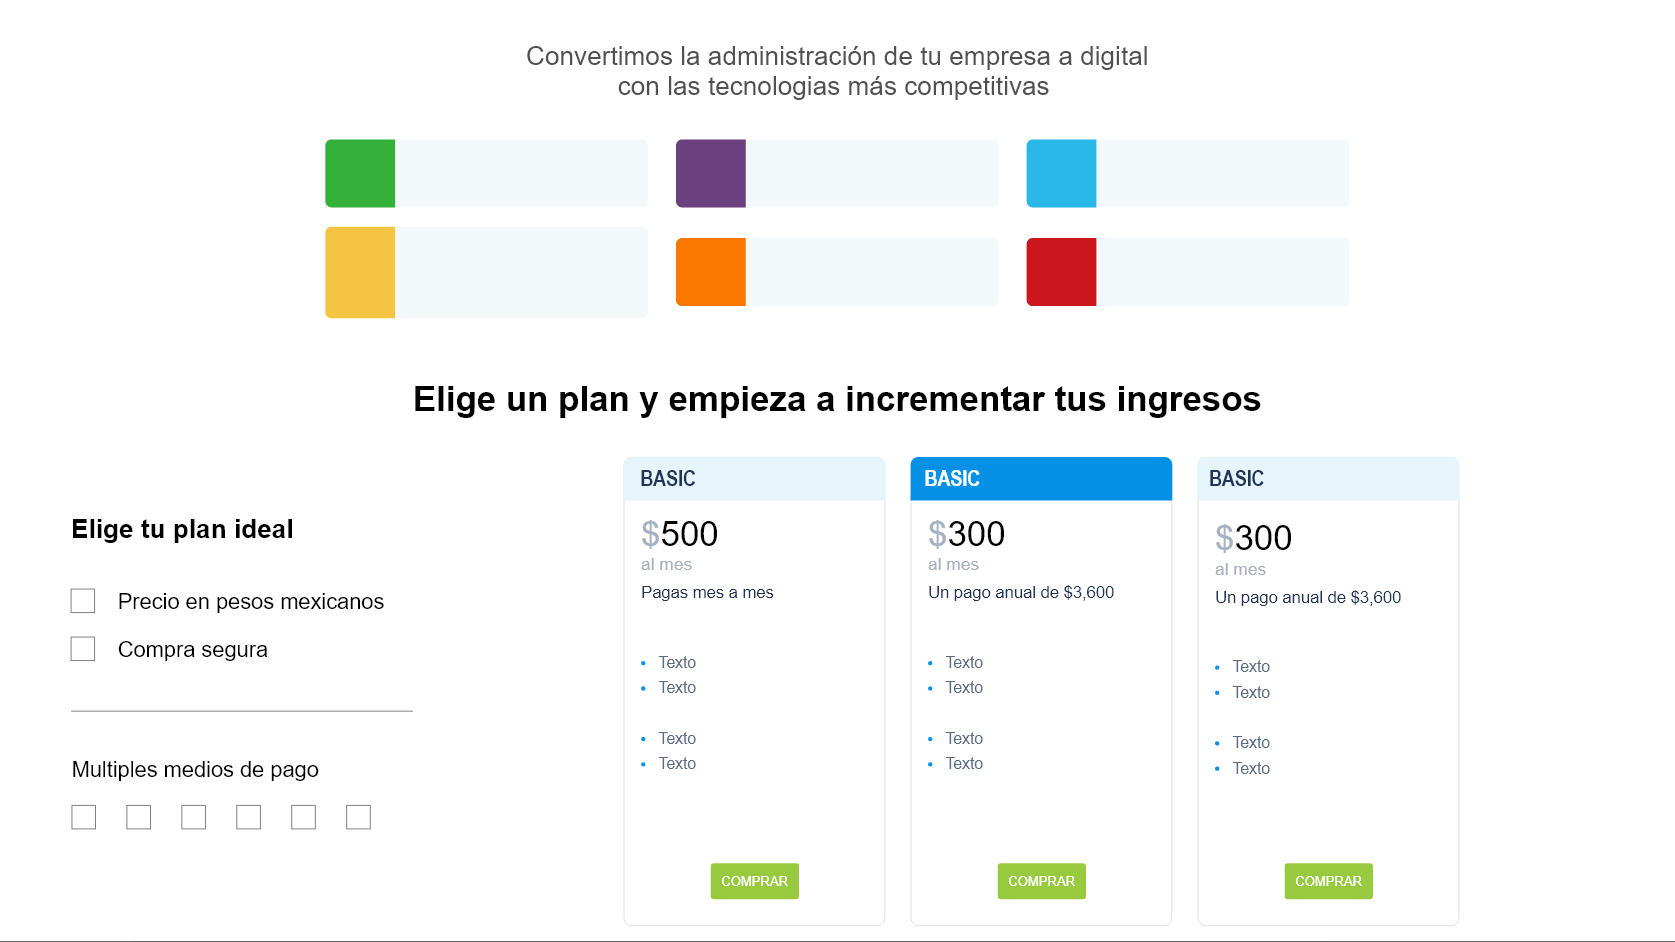 Convertimos la administración de tu empresa a digital
con las tecnologias más competitivas
Elige un plan y empieza a incrementar tus ingresos
Elige tu plan ideal
Precio en pesos mexicanos
Compra segura
Multiples medios de pago
BASIC
$500
al mes
Pagas mes a mes
Texto
Texto
Texto
Texto
COMPRAR
BASIC
$300
al mes
Un pago anual de $3,600
Texto
Texto
Texto
Texto
COMPRAR
BASIC
$300
al mes
Un pago anual de $3,600
Texto
Texto
Texto
Texto
COMPRAR